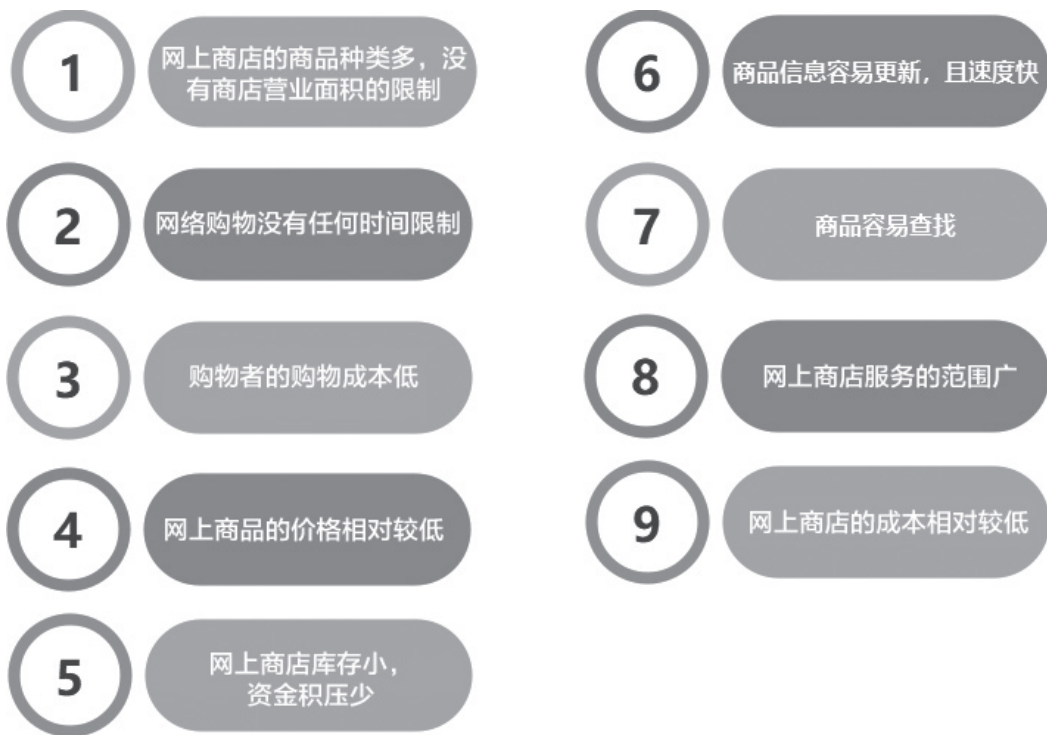 1
网上商店的商品种类多，没
有商店营业面积的限制
2
网络购物没有任何时间限制
3
购物者的购物成本低
4
网上商品的价格相对较低
5
网上商店库存小，
资金积压少
6
商品信息容易更新，且速度快
7
商品容易查找
8
网上商店服务的范围广
9
网上商店的成本相对较低